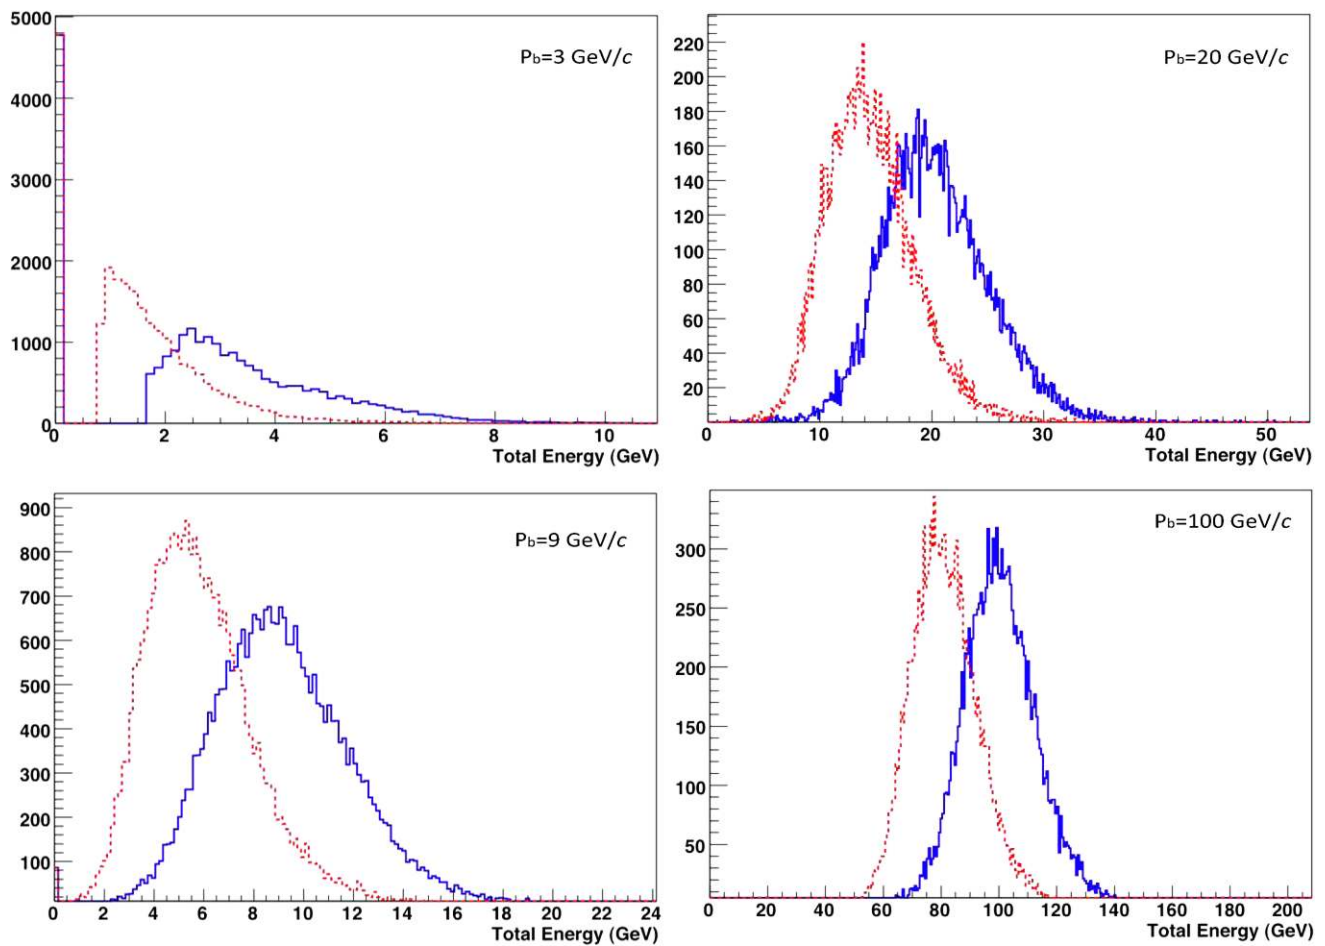 5000
4000
3000
2000
1000
0
P_b=3 GeV/c
0 2 4 6 8 10
Total Energy (GeV)
220
200
180
160
140
120
100
80
60
40
20
P_b=20 GeV/c
0 10 20 30 40 50
Total Energy (GeV)
900
800
700
600
500
400
300
200
100
P_b=9 GeV/c
0 2 4 6 8 10 12 14 16 18 20 22 24
Total Energy (GeV)
300
250
200
150
100
50
P_b=100 GeV/c
0 20 40 60 80 100 120 140 160 180 200
Total Energy (GeV)